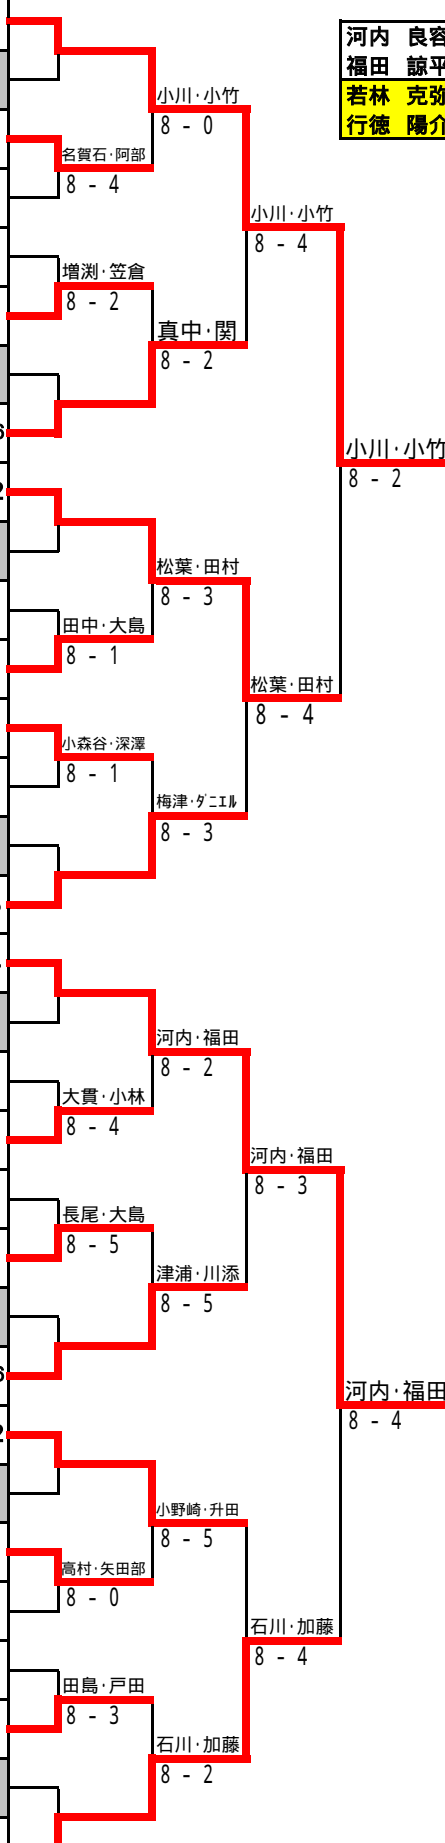 河内 良容
福田 諒平
若林 克弥
行徳 陽介
小川·小竹
8 - 0
名賀石·阿部
8 - 4
小川·小竹
8 - 4
増渕·笠倉
8 - 2
真中·関
8 - 2
小川·小竹
8 - 2
松葉·田村
8 - 3
田中·大島
8 - 1
松葉·田村
8 - 4
小森谷·深澤
8 - 1
梅津·ﾀﾞﾆｴﾙ
8 - 3
河内·福田
8 - 2
大貫·小林
8 - 4
河内·福田
8 - 3
長尾·大島
8 - 5
津浦·川添
8 - 5
河内·福田
8 - 4
小野崎·升田
8 - 5
高村·矢田部
8 - 0
石川·加藤
8 - 4
田島·戸田
8 - 3
石川·加藤
8 - 2